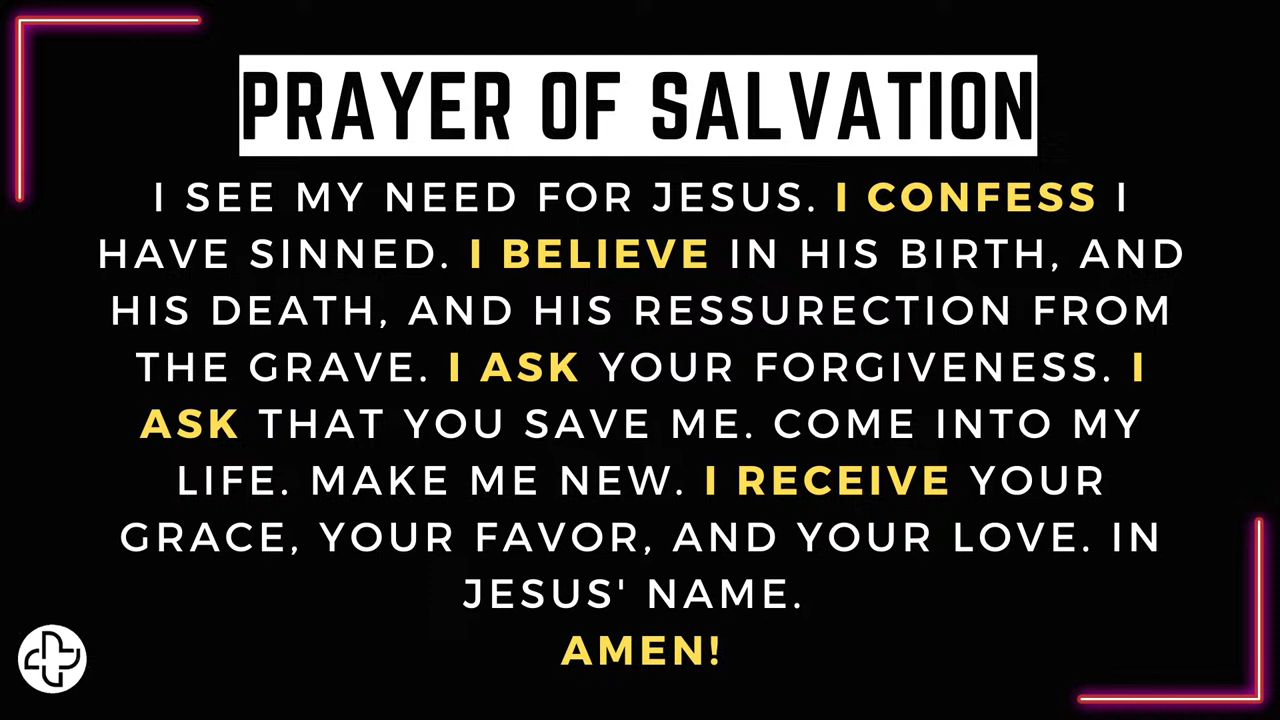 PRAYER OF SALVATION
I SEE MY NEED FOR JESUS. I CONFESS I
HAVE SINNED. I BELIEVE IN HIS BIRTH, AND
HIS DEATH, AND HIS RESSURECTION FROM
THE GRAVE. I ASK YOUR FORGIVENESS. I
ASK THAT YOU SAVE ME. COME INTO MY
LIFE. MAKE ME NEW. I RECEIVE YOUR
GRACE, YOUR FAVOR, AND YOUR LOVE. IN
JESUS' NAME.
AMEN!